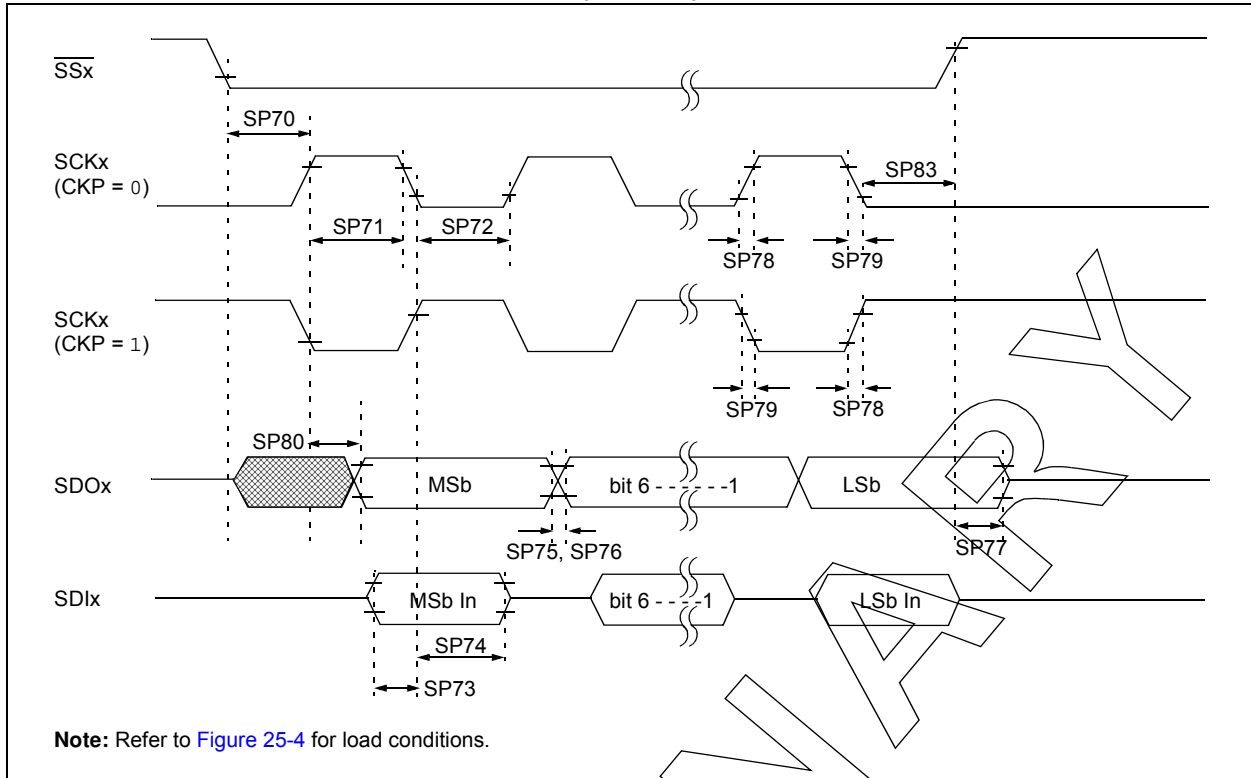 SSx
SP70
SCKx
(CKP = 0)
SP83
SP71
SP72
SP78
SP79
SCKx
(CKP = 1)
SP79
SP78
SP80
SDOx
MSb
bit 6 - - - - - -1
LSb
SP75, SP76
SP77
SDIx
MSb In
bit 6 - - - -1
LSb In
SP74
SP73
Note: Refer to Figure 25-4 for load conditions.